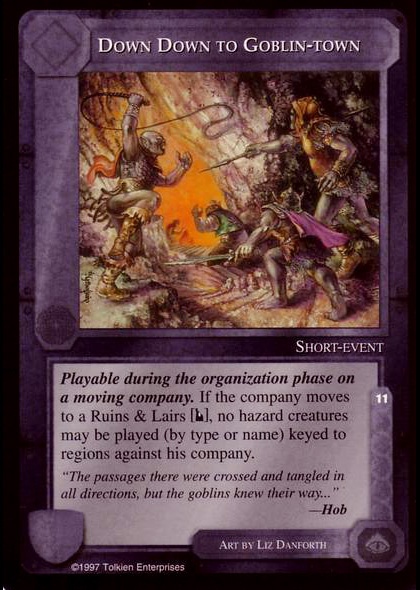 DOWN DOWN TO GOBLIN-TOWN
danforth
SHORT-EVENT
Playable during the organization phase on
a moving company. If the company moves
11
to a Ruins & Lairs [], no hazard creatures
may be played (by type or name) keyed to
regions against his company.
“The passages there were crossed and tangled in
all directions, but the goblins knew their way...”
—Hob
ART BY LIZ DANFORTH
©1997 Tolkien Enterprises